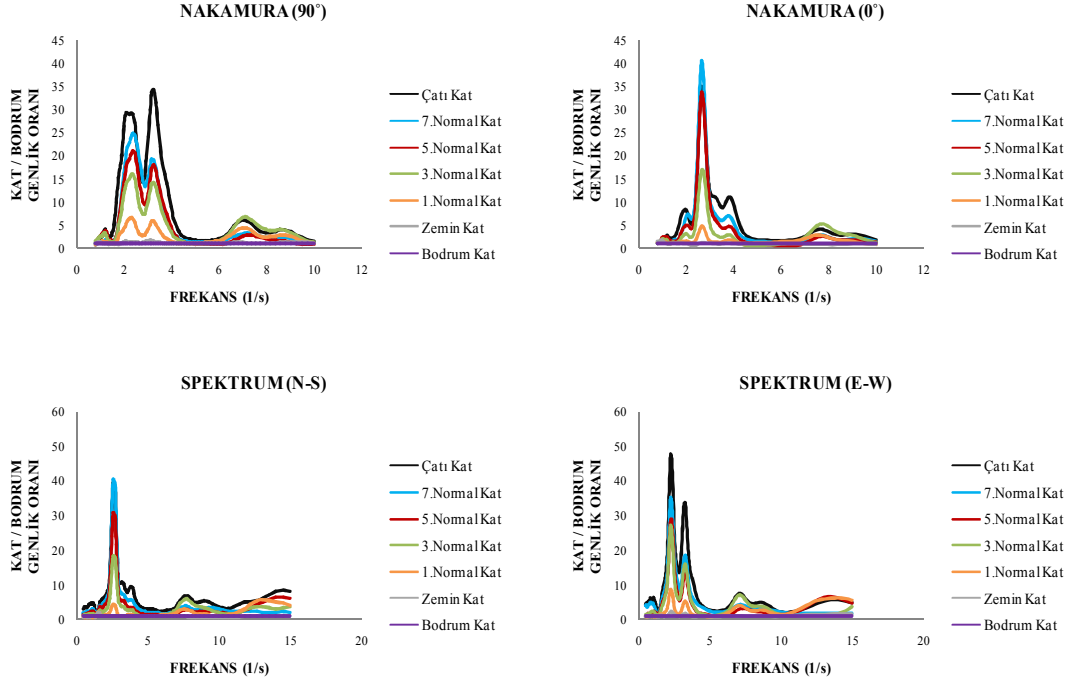 NAKAMURA (90˚)
KAT / BODRUM
GENLİK ORANI
45
40
35
30
25
20
15
10
5
0
0 2 4 6 8 10 12
FREKANS (1/s)
Çatı Kat
7.Normal Kat
5.Normal Kat
3.Normal Kat
1.Normal Kat
Zemin Kat
Bodrum Kat
NAKAMURA (0˚)
KAT / BODRUM
GENLİK ORANI
45
40
35
30
25
20
15
10
5
0
0 2 4 6 8 10 12
FREKANS (1/s)
Çatı Kat
7.Normal Kat
5.Normal Kat
3.Normal Kat
1.Normal Kat
Zemin Kat
Bodrum Kat
SPEKTRUM (N-S)
KAT / BODRUM
GENLİK ORANI
60
50
40
30
20
10
0
0 5 10 15 20
FREKANS (1/s)
Çatı Kat
7.Normal Kat
5.Normal Kat
3.Normal Kat
1.Normal Kat
Zemin Kat
Bodrum Kat
SPEKTRUM (E-W)
KAT / BODRUM
GENLİK ORANI
60
50
40
30
20
10
0
0 5 10 15 20
FREKANS (1/s)
Çatı Kat
7.Normal Kat
5.Normal Kat
3.Normal Kat
1.Normal Kat
Zemin Kat
Bodrum Kat